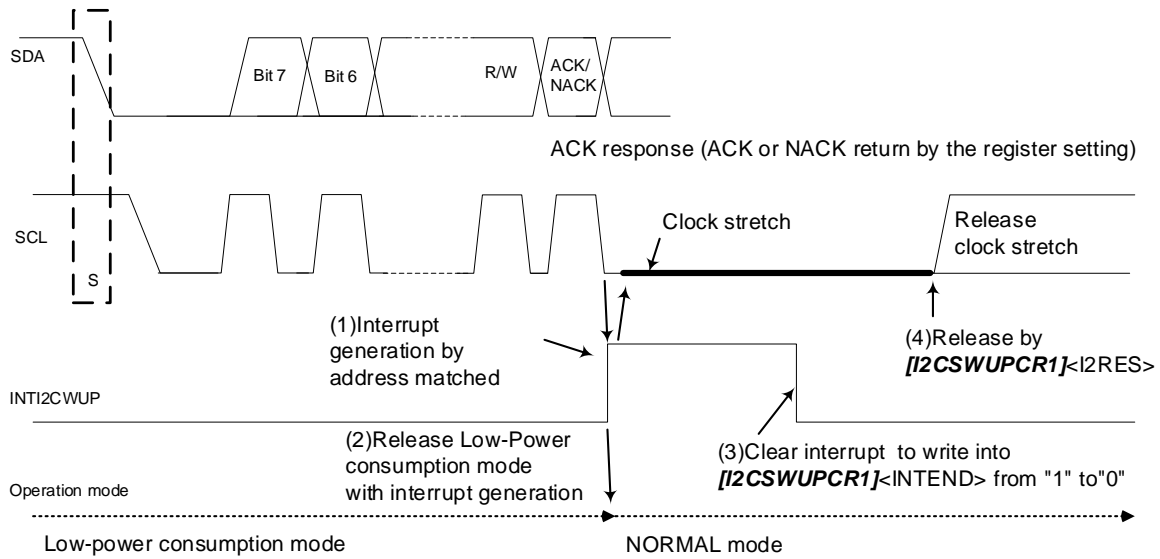 SDA
Bit 7
Bit 6
R/W
ACK/
NACK
ACK response (ACK or NACK return by the register setting)
SCL
S
Clock stretch
Release
clock stretch
(1)Interrupt
generation by
address matched
(4)Release by
[I2CSWUPCR1]<I2RES>
INTI2CWUP
(2)Release Low-Power
consumption mode
with interrupt generation
(3)Clear interrupt to write into
[I2CSWUPCR1]<INTEND> from "1" to"0"
Operation mode
Low-power consumption mode
NORMAL mode